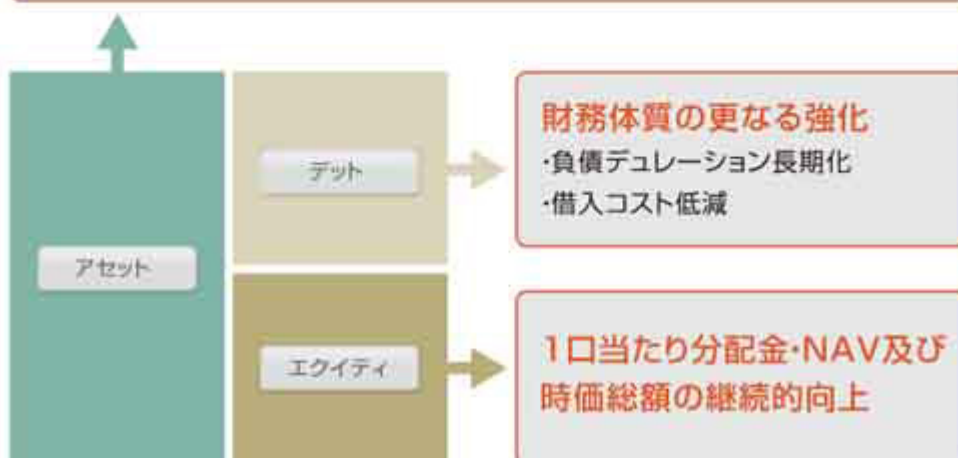 アセット
デット
財務体質の更なる強化
・負債デュレーション長期化
・借入コスト低減
エクイティ
1口当たり分配金・NAV及び
時価総額の継続的向上